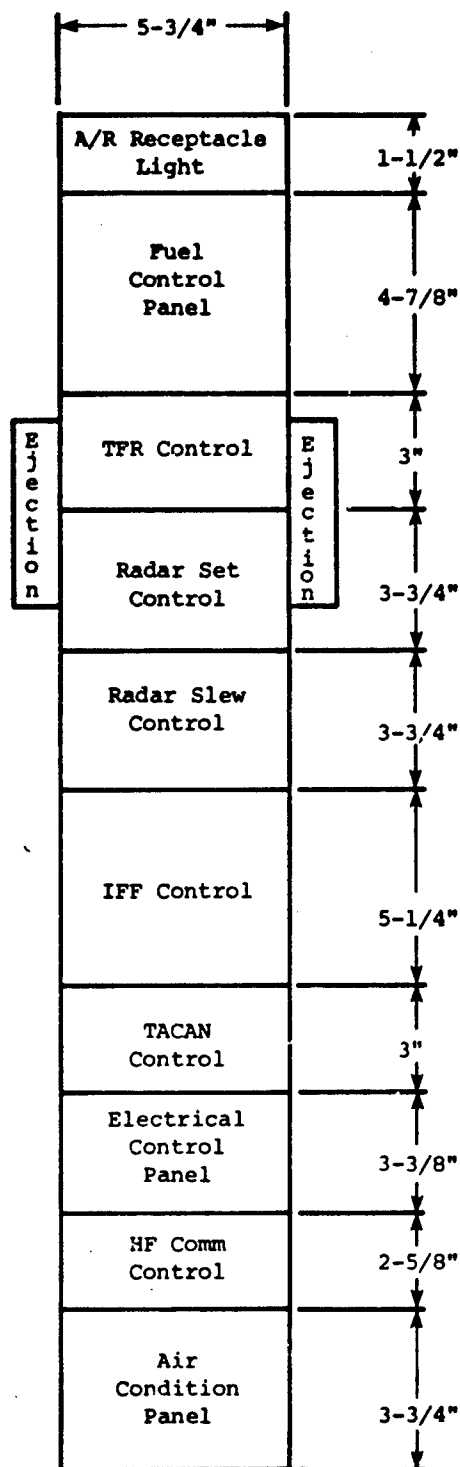 5-3/4"
A/R Receptacle
Light
1-1/2"
Fuel
Control
Panel
4-7/8"
Ejection
TFR Control
Ejection
3"
Radar Set
Control
3-3/4"
Radar Slew
Control
3-3/4"
IFF Control
5-1/4"
TACAN
Control
3"
Electrical
Control
Panel
3-3/8"
HF Comm
Control
2-5/8"
Air
Condition
Panel
3-3/4"